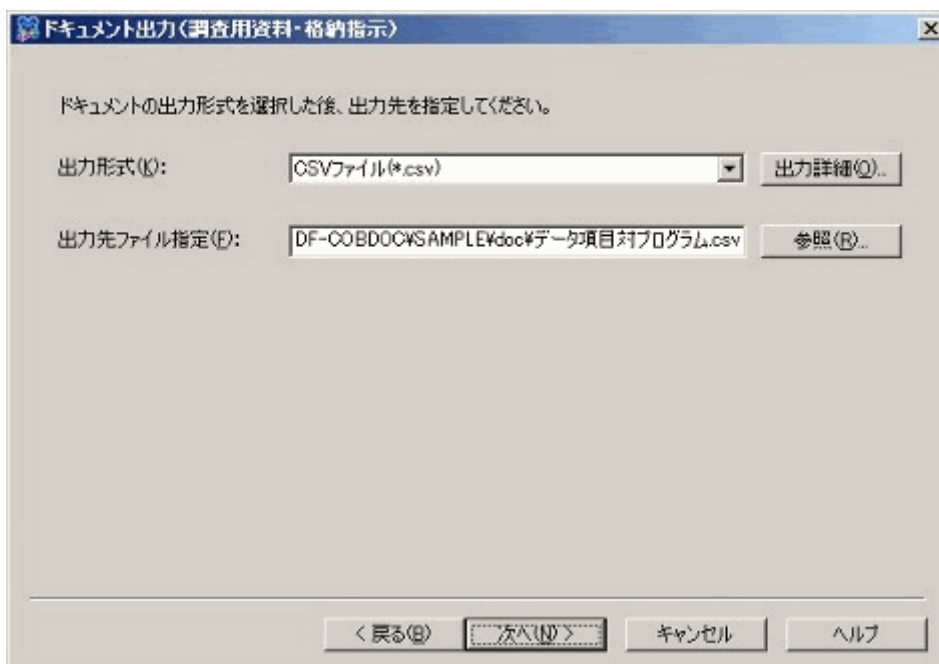 ドキュメント出力(調査用資料・格納指示)
ドキュメントの出力形式を選択した後、出力先を指定してください。
出力形式(K): CSVファイル(*.csv) 出力詳細(O)...
出力先ファイル指定(F): DF-COBDOC¥SAMPLE¥doc¥データ項目対プログラム.csv 参照(R)...
< 戻る(B) 次へ(N) > キャンセル ヘルプ